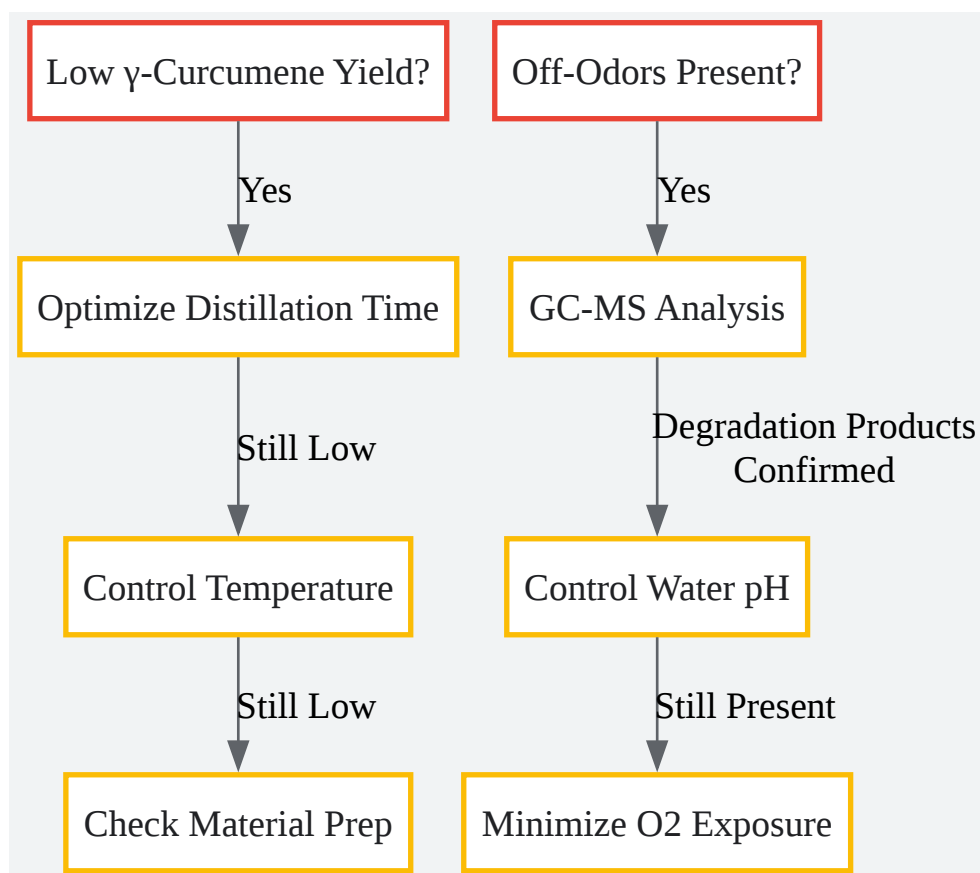 Low γ-Curcumene Yield?
Off-Odors Present?
Yes
Yes
Optimize Distillation Time
GC-MS Analysis
Still Low
Degradation Products
Confirmed
Control Temperature
Control Water pH
Still Low
Still Present
Check Material Prep
Minimize O2 Exposure